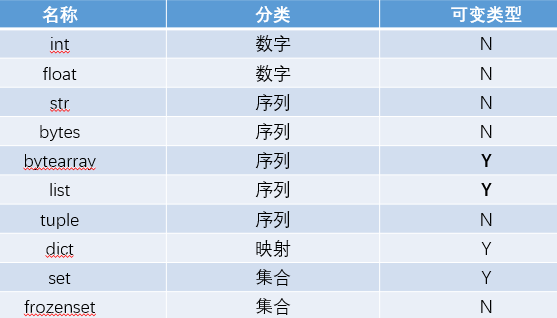 名称 分类 可变类型
int 数字 N
float 数字 N
str 序列 N
bytes 序列 N
bytearray 序列 Y
list 序列 Y
tuple 序列 N
dict 映射 Y
set 集合 Y
frozenset 集合 N